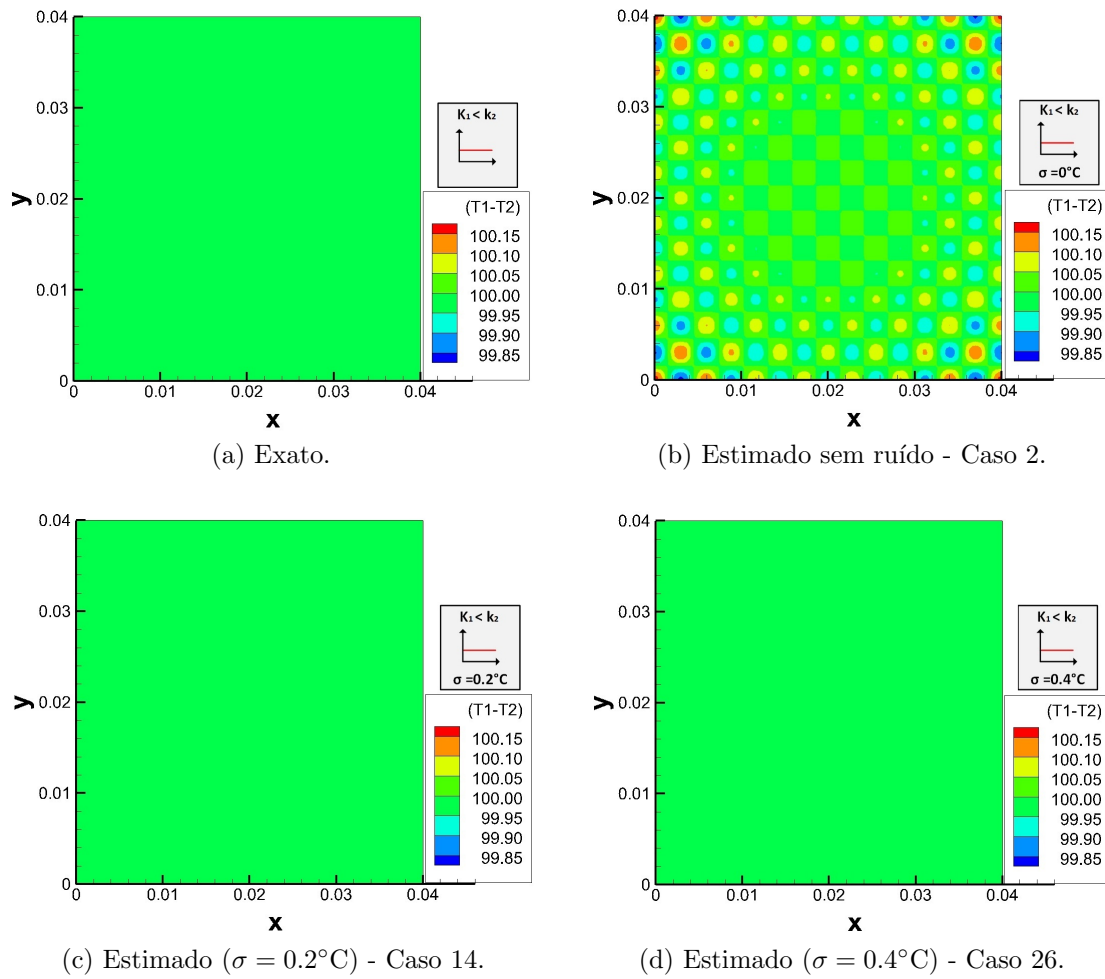 0.04
0.03
0.02
0.01
0
y
0
0.01
0.02
0.03
0.04
x
K₁ < k₂
(T1-T2)
100.15
100.10
100.05
100.00
99.95
99.90
99.85
(a) Exato.
0.04
0.03
0.02
0.01
0
y
0
0.01
0.02
0.03
0.04
x
K₁ < k₂
σ =0°C
(T1-T2)
100.15
100.10
100.05
100.00
99.95
99.90
99.85
(b) Estimado sem ruído - Caso 2.
0.04
0.03
0.02
0.01
0
y
0
0.01
0.02
0.03
0.04
x
K₁ < k₂
σ =0.2°C
(T1-T2)
100.15
100.10
100.05
100.00
99.95
99.90
99.85
(c) Estimado (σ = 0.2°C) - Caso 14.
0.04
0.03
0.02
0.01
0
y
0
0.01
0.02
0.03
0.04
x
K₁ < k₂
σ =0.4°C
(T1-T2)
100.15
100.10
100.05
100.00
99.95
99.90
99.85
(d) Estimado (σ = 0.4°C) - Caso 26.